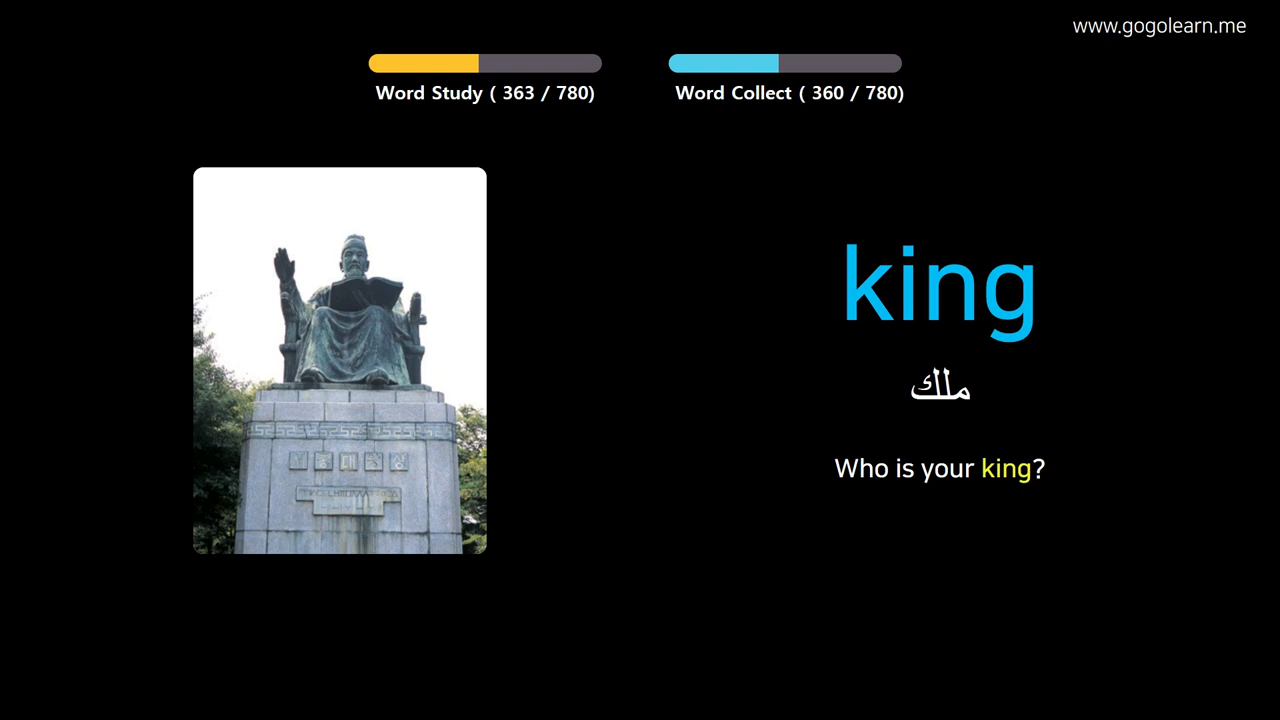 www.gogolearn.me
Word Study ( 363 / 780)
Word Collect ( 360 / 780)
king
ملك
Who is your king?